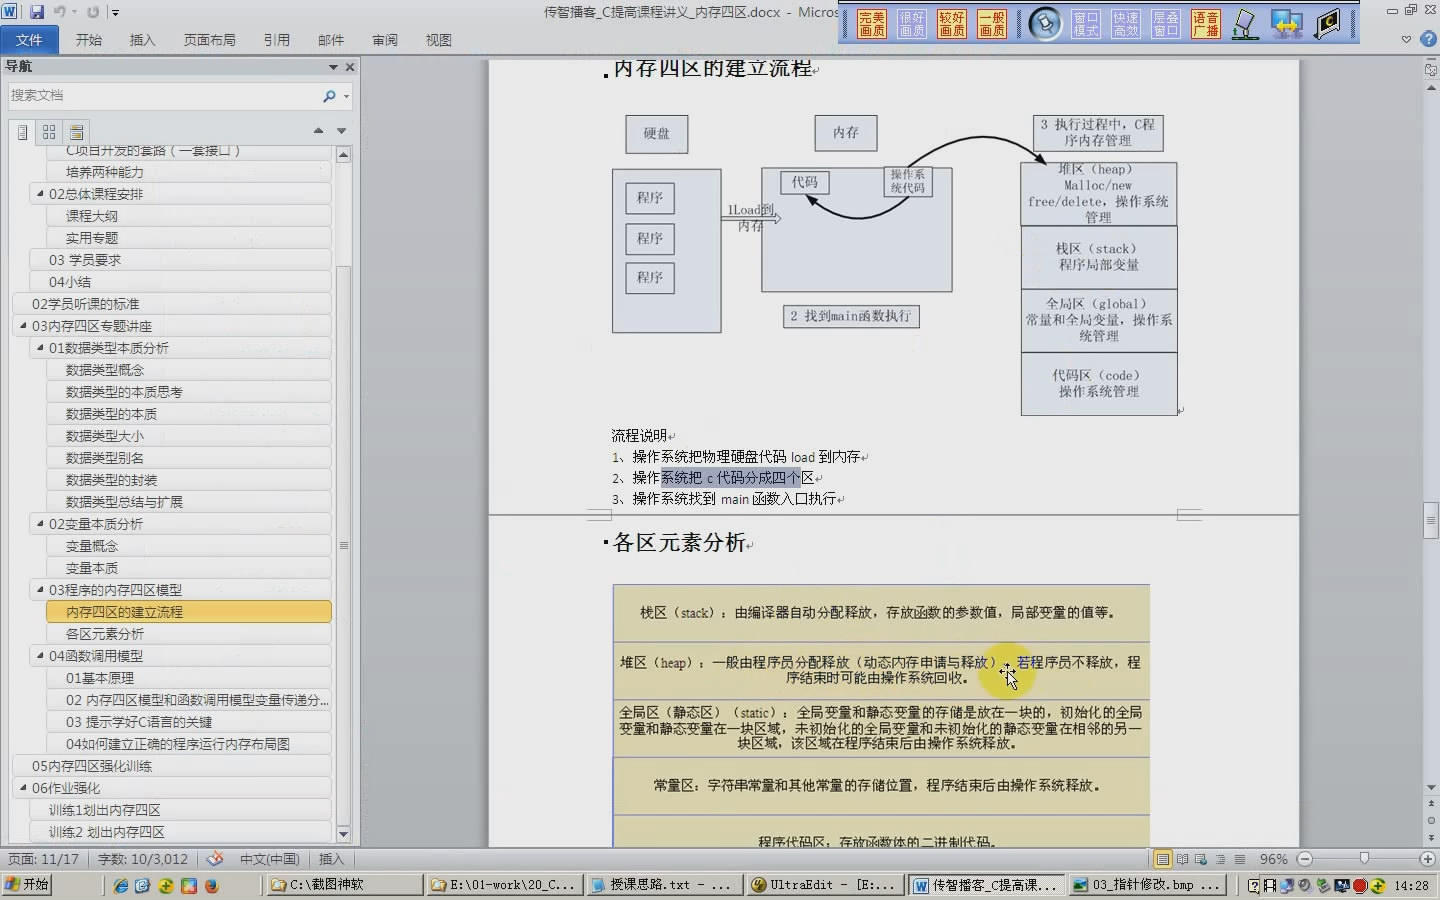 传智播客_C提高课程讲义_内存四区.docx - Micros
完美画质
很好画质
较好画质
一般画质
窗口模式
快速高效
层叠窗口
语音广播
文件 开始 插入 页面布局 引用 邮件 审阅 视图
导航
搜索文档
C项目开发的套路（一套接口）
培养两种能力
02总体课程安排
课程大纲
实用专题
03 学员要求
04小结
02学员听课的标准
03内存四区专题讲座
01数据类型本质分析
数据类型概念
数据类型的本质思考
数据类型的本质
数据类型大小
数据类型别名
数据类型的封装
数据类型总结与扩展
02变量本质分析
变量概念
变量本质
03程序的内存四区模型
内存四区的建立流程
各区元素分析
04函数调用模型
01基本原理
02 内存四区模型和函数调用模型变量传递分...
03 提示学好C语言的关键
04如何建立正确的程序运行内存布局图
05内存四区强化训练
06作业强化
训练1划出内存四区
训练2 划出内存四区
内存四区的建立流程
硬盘
内存
3 执行过程中，C程
序内存管理
程序
程序
程序
1Load到
内存
代码
操作系
统代码
2 找到main函数执行
堆区（heap）
Malloc/new
free/delete，操作系统
管理
栈区（stack）
程序局部变量
全局区（global）
常量和全局变量，操作系
统管理
代码区（code）
操作系统管理
流程说明
1、操作系统把物理硬盘代码 load 到内存
2、操作系统把 c 代码分成四个区
3、操作系统找到 main 函数入口执行
各区元素分析
栈区（stack）：由编译器自动分配释放，存放函数的参数值，局部变量的值等。
堆区（heap）：一般由程序员分配释放（动态内存申请与释放），若程序员不释放，程
序结束时可能由操作系统回收。
全局区（静态区）（static）：全局变量和静态变量的存储是放在一块的，初始化的全局
变量和静态变量在一块区域，未初始化的全局变量和未初始化的静态变量在相邻的另一
块区域，该区域在程序结束后由操作系统释放。
常量区：字符串常量和其他常量的存储位置，程序结束后由操作系统释放。
程序代码区：存放函数体的二进制代码。
页面: 11/17 字数: 10/3,012 中文(中国) 插入 96%
开始 C:\截图神软 E:\01-work\20_C... 授课思路.txt - ... UltraEdit - [E:... 传智播客_C提高课... 03_指针修改.bmp ... 14:28